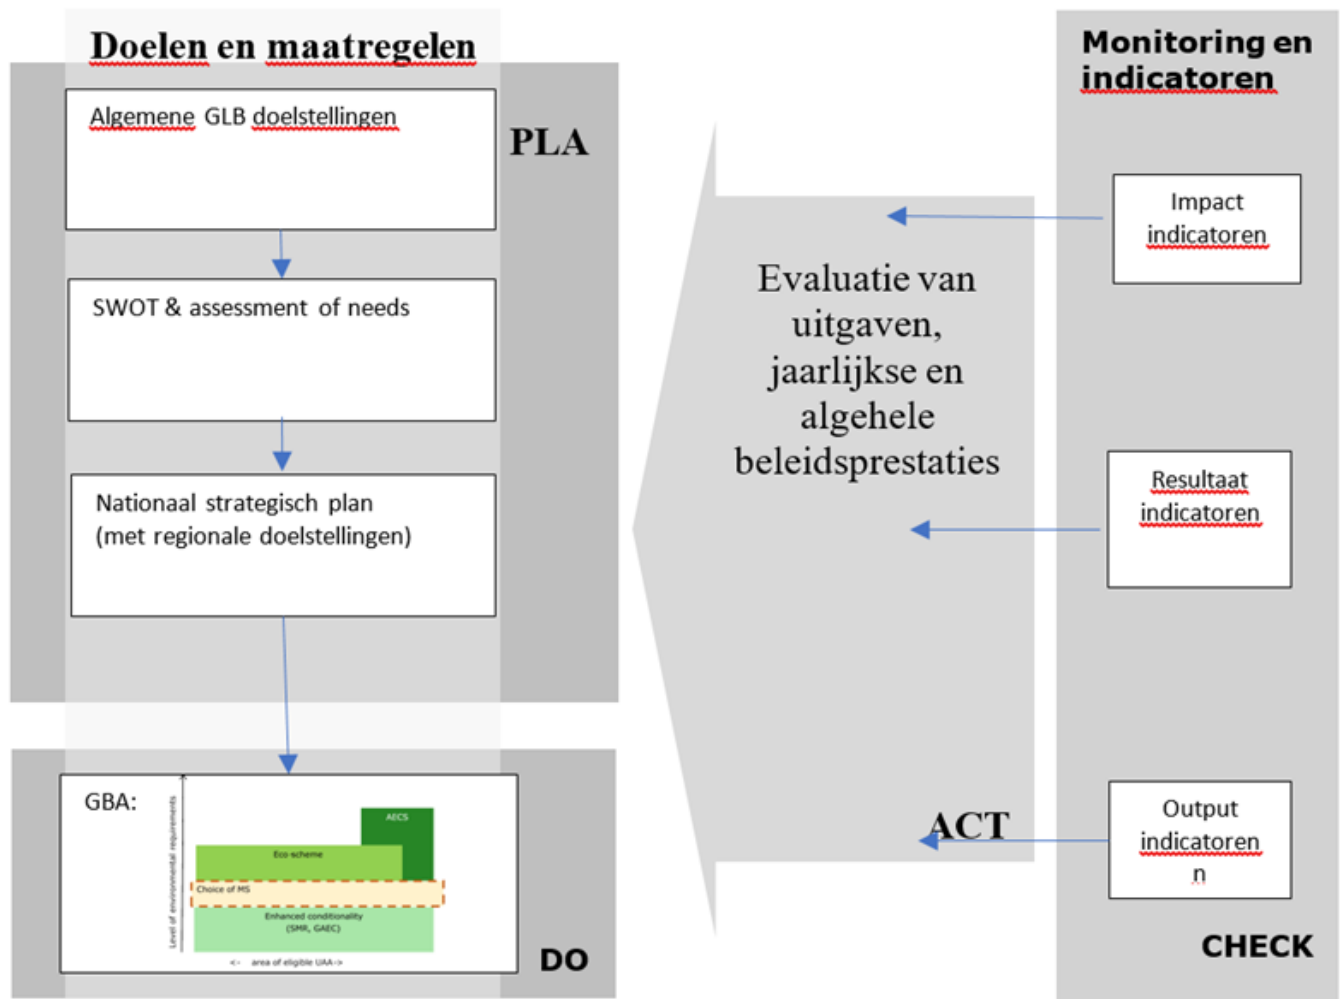 Doelen en maatregelen
Algemene GLB doelstellingen
PLA
SWOT & assessment of needs
Nationaal strategisch plan
(met regionale doelstellingen)
GBA:
Level of environmental requirements
AECS
Eco-scheme
Choice of MS
Enhanced conditionality
(SMR, GAEC)
<- area of eligible UAA->
DO
Evaluatie van
uitgaven,
jaarlijkse en
algehele
beleidsprestaties
ACT
Monitoring en
indicatoren
Impact
indicatoren
Resultaat
indicatoren
Output
indicatoren
n
CHECK